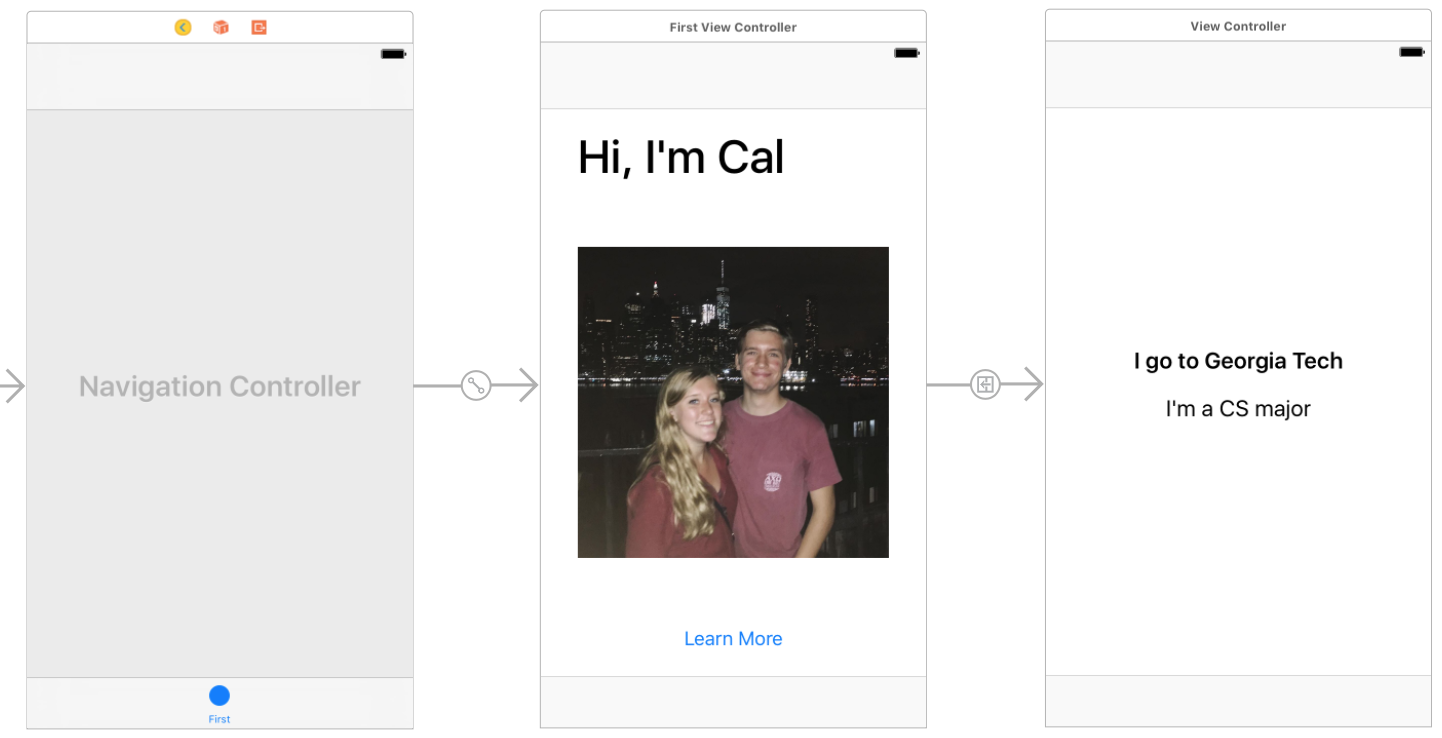 Navigation Controller
First
First View Controller
Hi, I'm Cal
Learn More
View Controller
I go to Georgia Tech
I'm a CS major